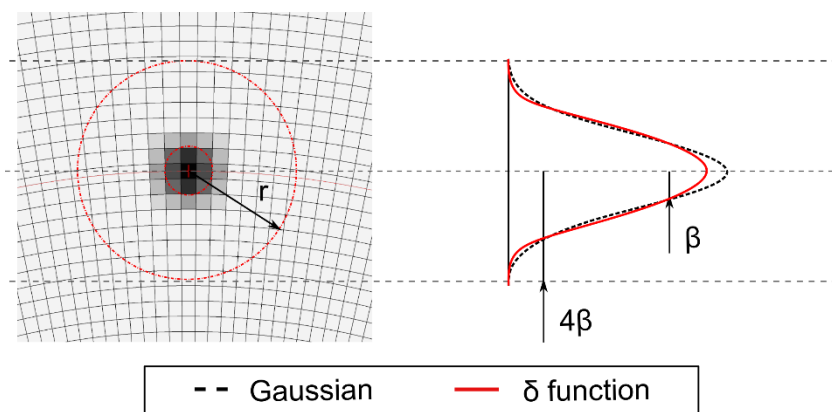 r
β
4β
Gaussian
δ function